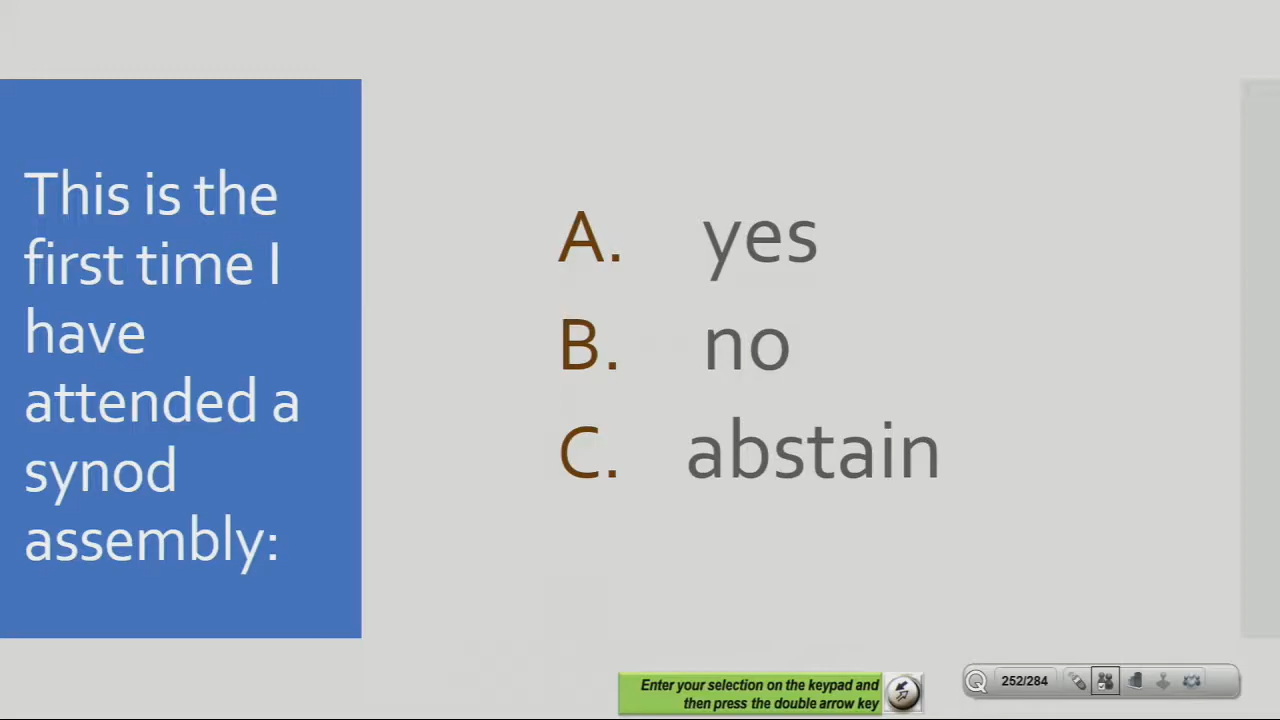 This is the
first time I
have
attended a
synod
assembly:
A. yes
B. no
C. abstain
Enter your selection on the keypad and
then press the double arrow key
252/284